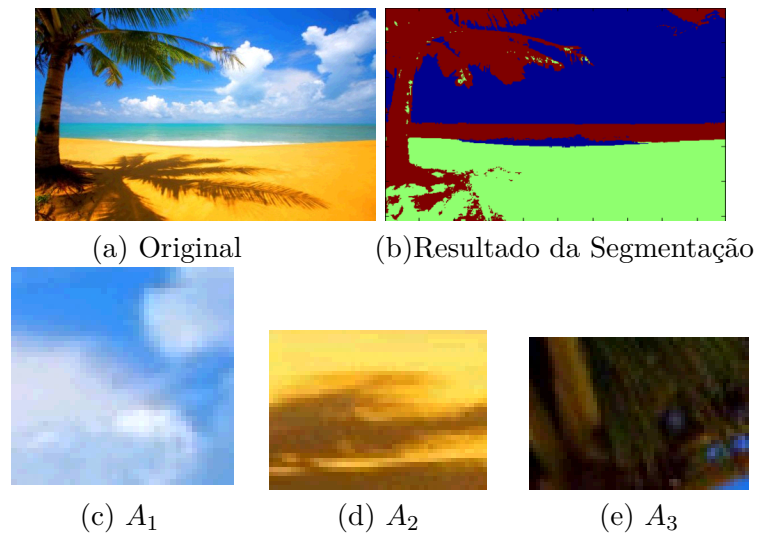 (a) Original
(b)Resultado da Segmentação
(c) A₁
(d) A₂
(e) A₃